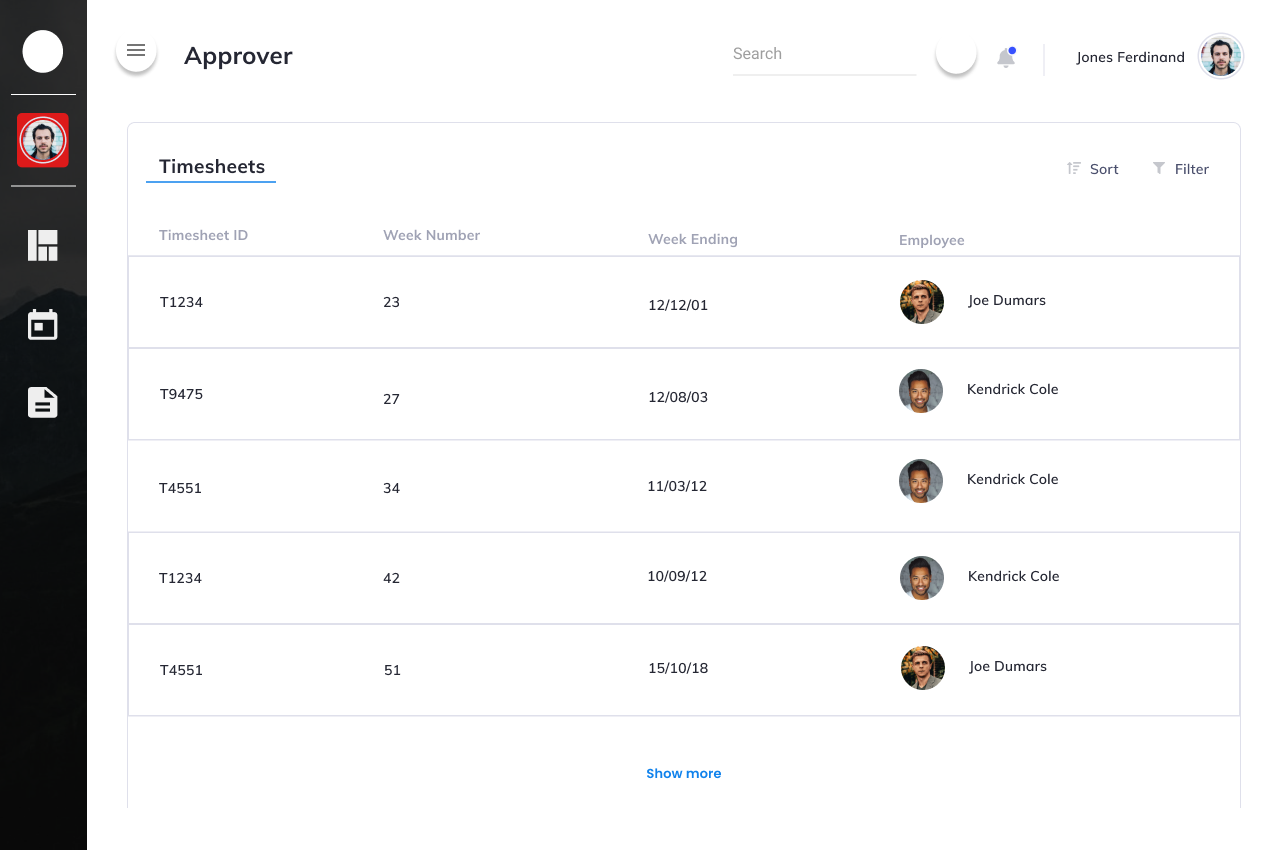 Approver
Search
Jones Ferdinand
Timesheets
Sort
Filter
Timesheet ID
Week Number
Week Ending
Employee
T1234
23
12/12/01
Joe Dumars
T9475
27
12/08/03
Kendrick Cole
T4551
34
11/03/12
Kendrick Cole
T1234
42
10/09/12
Kendrick Cole
T4551
51
15/10/18
Joe Dumars
Show more